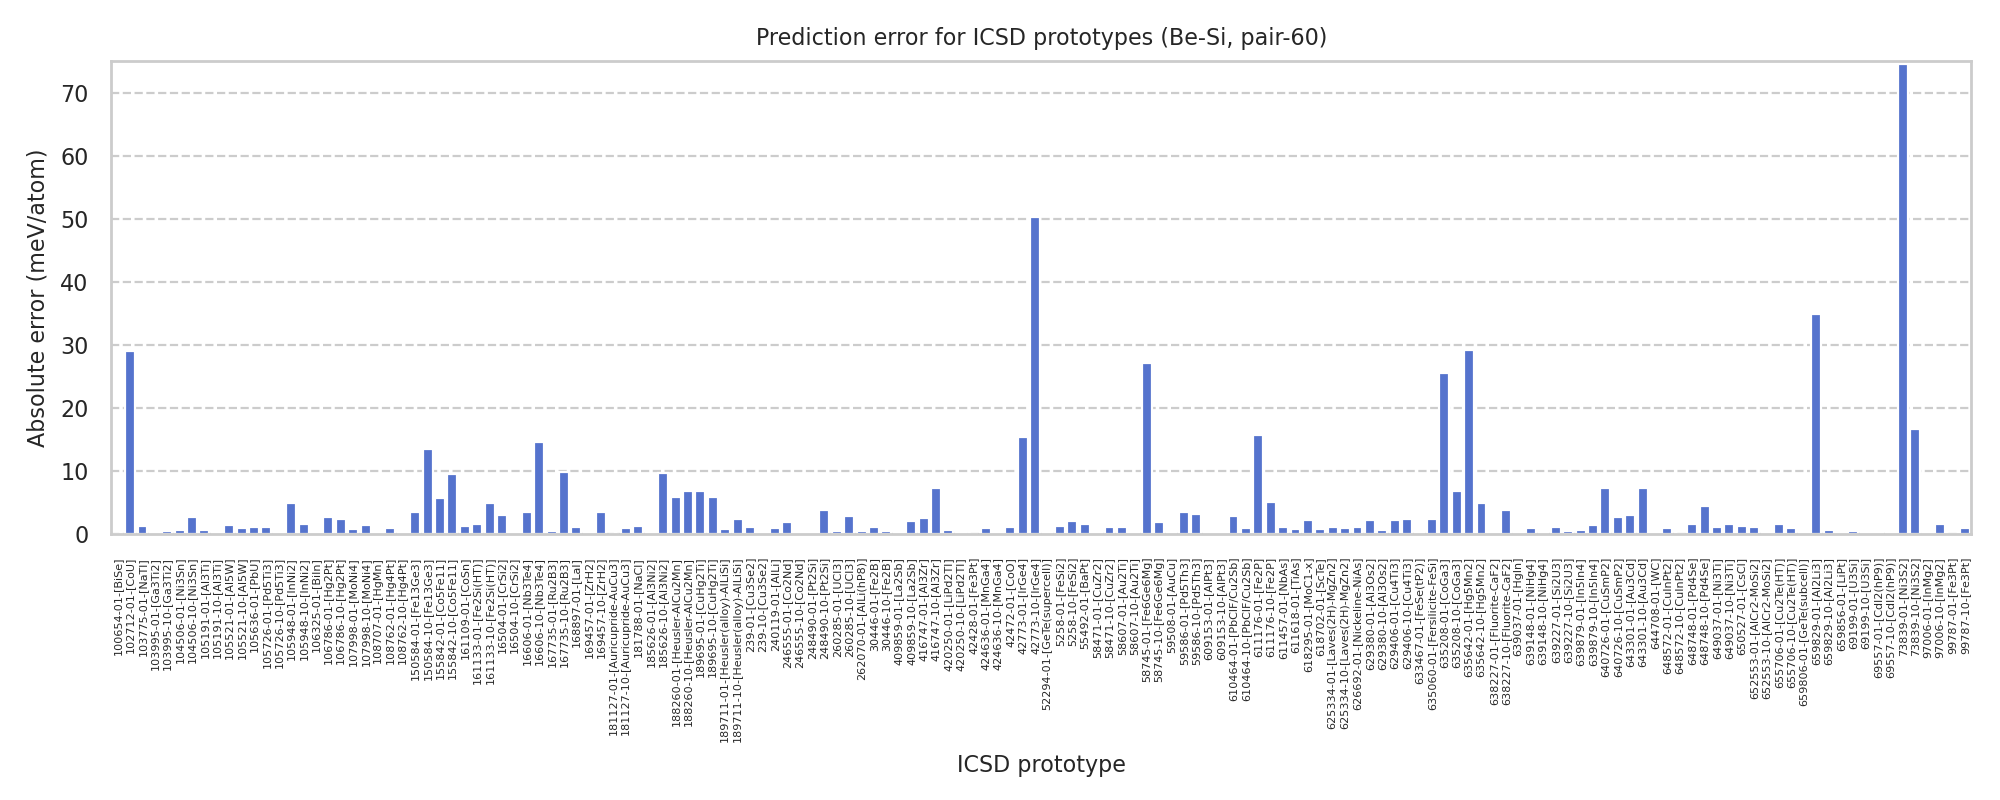 Prediction error for ICSD prototypes (Be-Si, pair-60)
Absolute error (meV/atom)
70
60
50
40
30
20
10
0
100654-01-[BiSe]
102712-01-[CoU]
103775-01-[NaTl]
103995-01-[Ga3Ti2]
103995-10-[Ga3Ti2]
104506-01-[Ni3Sn]
104506-10-[Ni3Sn]
105191-01-[Al3Ti]
105191-10-[Al3Ti]
105521-01-[Al5W]
105521-10-[Al5W]
105636-01-[PbU]
105726-01-[Pd5Ti3]
105726-10-[Pd5Ti3]
105948-01-[InNi2]
105948-10-[InNi2]
106325-01-[BiIn]
106786-01-[Hg2Pt]
106786-10-[Hg2Pt]
107998-01-[MoNi4]
107998-10-[MoNi4]
108707-01-[HgMn]
108762-01-[Hg4Pt]
108762-10-[Hg4Pt]
150584-01-[Fe13Ge3]
150584-10-[Fe13Ge3]
155842-01-[Co5Fe11]
155842-10-[Co5Fe11]
161109-01-[CoSn]
161133-01-[Fe2Si(HT)]
161133-10-[Fe2Si(HT)]
16504-01-[CrSi2]
16504-10-[CrSi2]
16606-01-[Nb3Te4]
16606-10-[Nb3Te4]
167735-01-[Ru2B3]
167735-10-[Ru2B3]
168897-01-[LaI]
169457-01-[ZrH2]
169457-10-[ZrH2]
181127-01-[Auricupride-AuCu3]
181127-10-[Auricupride-AuCu3]
181788-01-[NaCl]
185626-01-[Al3Ni2]
185626-10-[Al3Ni2]
188260-01-[Heusler-AlCu2Mn]
188260-10-[Heusler-AlCu2Mn]
189695-01-[CuHg2Ti]
189695-10-[CuHg2Ti]
189711-01-[Heusler(alloy)-AlLiSi]
189711-10-[Heusler(alloy)-AlLiSi]
239-01-[Cu3Se2]
239-10-[Cu3Se2]
240119-01-[AlLi]
246555-01-[Co2Nd]
246555-10-[Co2Nd]
248490-01-[Pt2Si]
248490-10-[Pt2Si]
260285-01-[UCl3]
260285-10-[UCl3]
262070-01-[AlLi(hP8)]
30446-01-[Fe2B]
30446-10-[Fe2B]
409859-01-[La2Sb]
409859-10-[La2Sb]
416747-01-[Al3Zr]
416747-10-[Al3Zr]
420250-01-[LiPd2Tl]
420250-10-[LiPd2Tl]
42428-01-[Fe3Pt]
424636-01-[MnGa4]
424636-10-[MnGa4]
42472-01-[CoO]
42773-01-[IrGe4]
42773-10-[IrGe4]
52294-01-[GeTe(supercell)]
5258-01-[FeSi2]
5258-10-[FeSi2]
55492-01-[BaPt]
58471-01-[CuZr2]
58471-10-[CuZr2]
58607-01-[Au2Ti]
58607-10-[Au2Ti]
58745-01-[Fe6Ge6Mg]
58745-10-[Fe6Ge6Mg]
59508-01-[AuCu]
59586-01-[Pd5Th3]
59586-10-[Pd5Th3]
609153-01-[AlPt3]
609153-10-[AlPt3]
610464-01-[PbClF/Cu2Sb]
610464-10-[PbClF/Cu2Sb]
611176-01-[Fe2P]
611176-10-[Fe2P]
611457-01-[NbAs]
611618-01-[TiAs]
618295-01-[MoC1-x]
618702-01-[ScTe]
625334-01-[Laves(2H)-MgZn2]
625334-10-[Laves(2H)-MgZn2]
626692-01-[Nickeline-NiAs]
629380-01-[Al3Os2]
629380-10-[Al3Os2]
629406-01-[Cu4Ti3]
629406-10-[Cu4Ti3]
633467-01-[FeSe(tP2)]
635060-01-[Fersilicite-FeSi]
635208-01-[CoGa3]
635208-10-[CoGa3]
635642-01-[Hg5Mn2]
635642-10-[Hg5Mn2]
638227-01-[Fluorite-CaF2]
638227-10-[Fluorite-CaF2]
639037-01-[HgIn]
639148-01-[NiHg4]
639148-10-[NiHg4]
639227-01-[Si2U3]
639227-10-[Si2U3]
639879-01-[In5In4]
639879-10-[In5In4]
640726-01-[CuSmP2]
640726-10-[CuSmP2]
643301-01-[Au3Cd]
643301-10-[Au3Cd]
644708-01-[WC]
648572-01-[CuInPt2]
648572-10-[CuInPt2]
648748-01-[Pd4Se]
648748-10-[Pd4Se]
649037-01-[Ni3Ti]
649037-10-[Ni3Ti]
650527-01-[CsCl]
652553-01-[AlCr2-MoSi2]
652553-10-[AlCr2-MoSi2]
655706-01-[Cu2Te(HT)]
655706-10-[Cu2Te(HT)]
659806-01-[GeTe(subcell)]
659829-01-[Al2Li3]
659829-10-[Al2Li3]
659856-01-[LiPt]
69199-01-[U3Si]
69199-10-[U3Si]
69557-01-[CdI2(hP9)]
69557-10-[CdI2(hP9)]
73839-01-[Ni3S2]
73839-10-[Ni3S2]
97006-01-[InMg2]
97006-10-[InMg2]
99787-01-[Fe3Pt]
99787-10-[Fe3Pt]
ICSD prototype